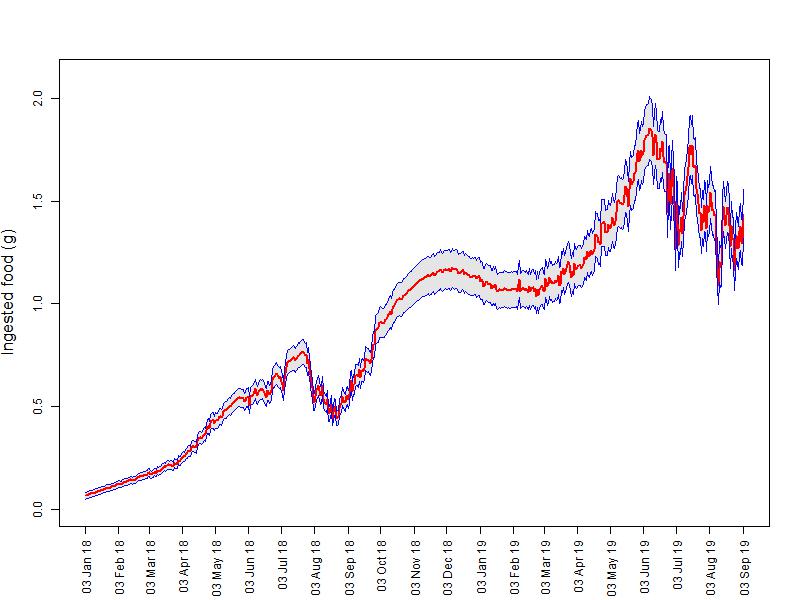 Ingested food (g)
2.0
1.5
1.0
0.5
0.0
03 Jan 18
03 Feb 18
03 Mar 18
03 Apr 18
03 May 18
03 Jun 18
03 Jul 18
03 Aug 18
03 Sep 18
03 Oct 18
03 Nov 18
03 Dec 18
03 Jan 19
03 Feb 19
03 Mar 19
03 Apr 19
03 May 19
03 Jun 19
03 Jul 19
03 Aug 19
03 Sep 19